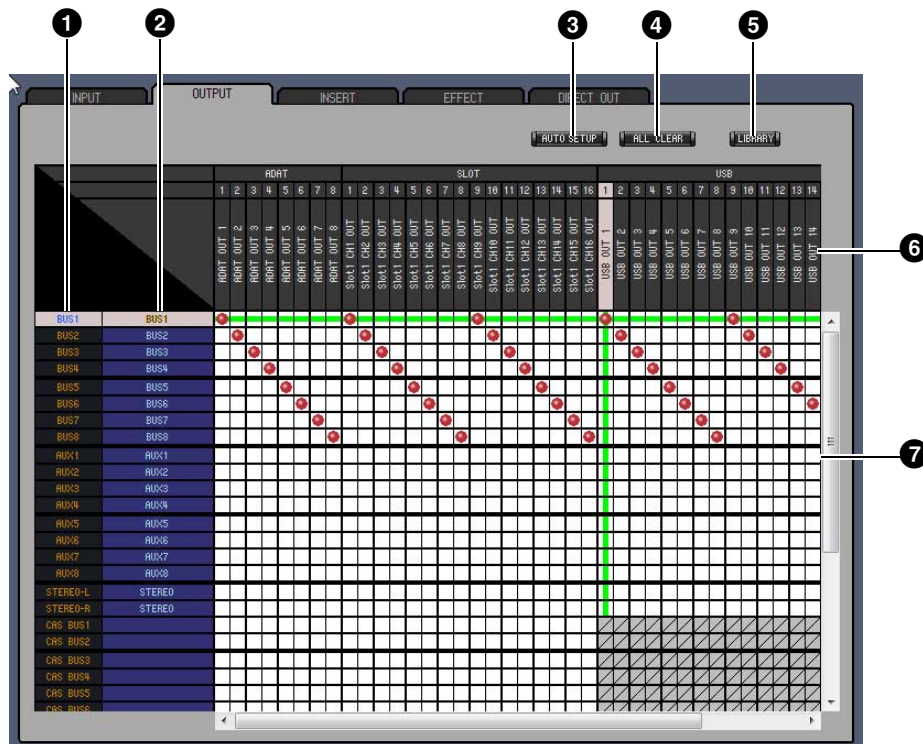 1 2 3 4 5
INPUT OUTPUT INSERT EFFECT DIRECT OUT
AUTO SETUP ALL CLEAR LIBRARY
ADAT SLOT USB
1 2 3 4 5 6 7 8 1 2 3 4 5 6 7 8 9 10 11 12 13 14 15 16 1 2 3 4 5 6 7 8 9 10 11 12 13 14
ADAT OUT 1
ADAT OUT 2
ADAT OUT 3
ADAT OUT 4
ADAT OUT 5
ADAT OUT 6
ADAT OUT 7
ADAT OUT 8
Slot1 CH1 OUT
Slot1 CH2 OUT
Slot1 CH3 OUT
Slot1 CH4 OUT
Slot1 CH5 OUT
Slot1 CH6 OUT
Slot1 CH7 OUT
Slot1 CH8 OUT
Slot1 CH9 OUT
Slot1 CH10 OUT
Slot1 CH11 OUT
Slot1 CH12 OUT
Slot1 CH13 OUT
Slot1 CH14 OUT
Slot1 CH15 OUT
Slot1 CH16 OUT
USB OUT 1
USB OUT 2
USB OUT 3
USB OUT 4
USB OUT 5
USB OUT 6
USB OUT 7
USB OUT 8
USB OUT 9
USB OUT 10
USB OUT 11
USB OUT 12
USB OUT 13
USB OUT 14
6
BUS1 BUS1
BUS2 BUS2
BUS3 BUS3
BUS4 BUS4
BUS5 BUS5
BUS6 BUS6
BUS7 BUS7
BUS8 BUS8
AUX1 AUX1
7
AUX2 AUX2
AUX3 AUX3
AUX4 AUX4
AUX5 AUX5
AUX6 AUX6
AUX7 AUX7
AUX8 AUX8
STEREO-L STEREO
STEREO-R STEREO
CAS BUS1
CAS BUS2
CAS BUS3
CAS BUS4
CAS BUS5
CAS BUS6